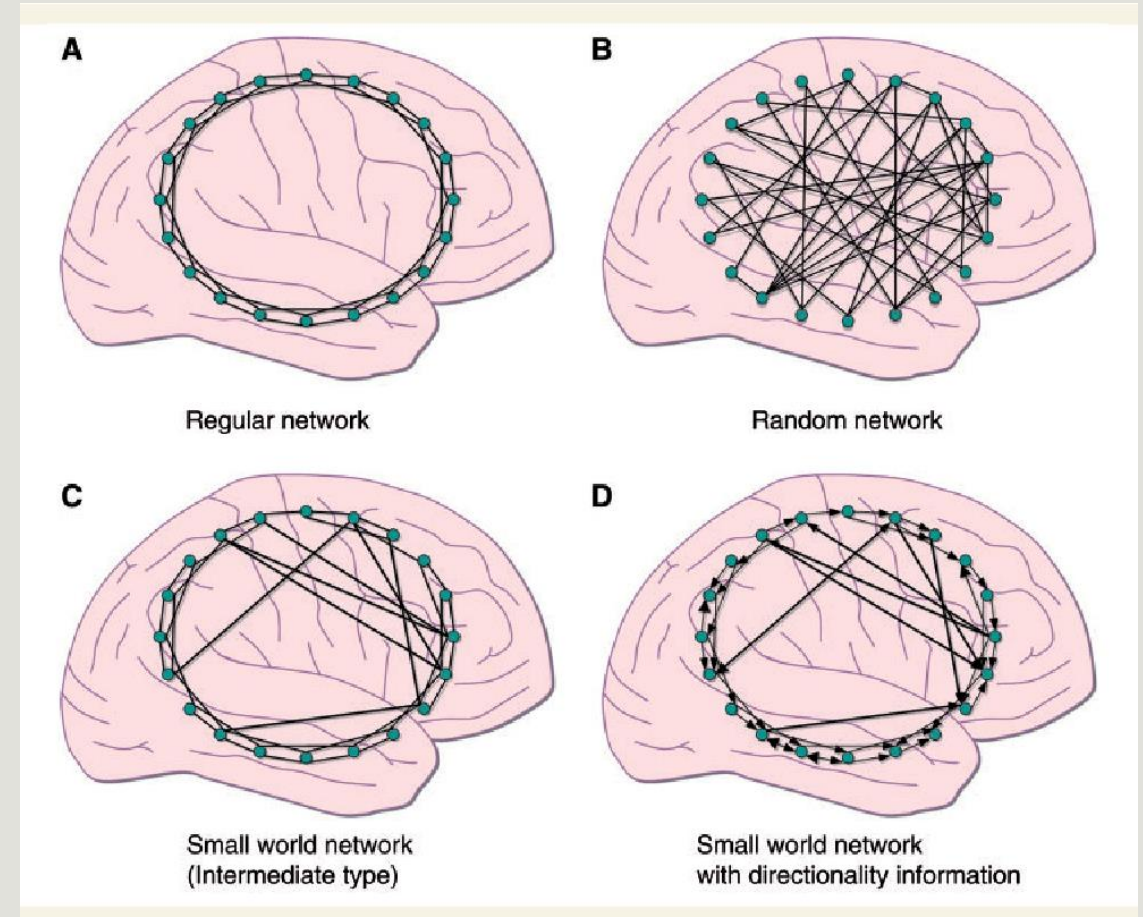 A
B
Regular network
Random network
C
D
Small world network
(Intermediate type)
Small world network
with directionality information